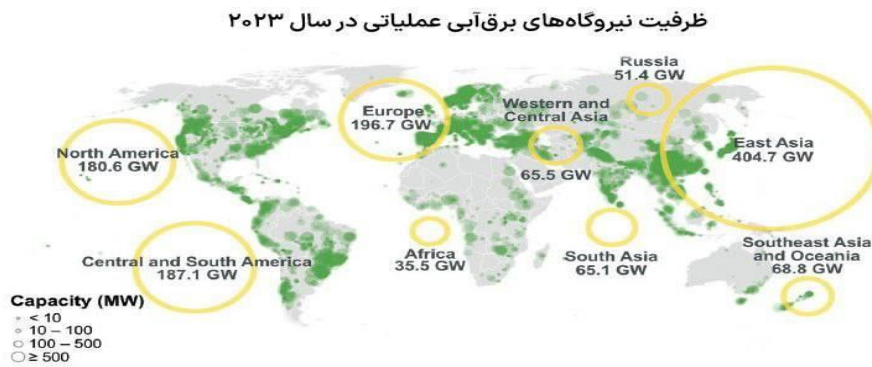 ظرفیت نیروگاه‌های برق‌آبی عملیاتی در سال ۲۰۲۳
Russia
51.4 GW
Europe
196.7 GW
Western and
Central Asia
65.5 GW
East Asia
404.7 GW
North America
180.6 GW
Central and South America
187.1 GW
Africa
35.5 GW
South Asia
65.1 GW
Southeast Asia
and Oceania
68.8 GW
Capacity (MW)
< 10
10 – 100
100 – 500
≥ 500